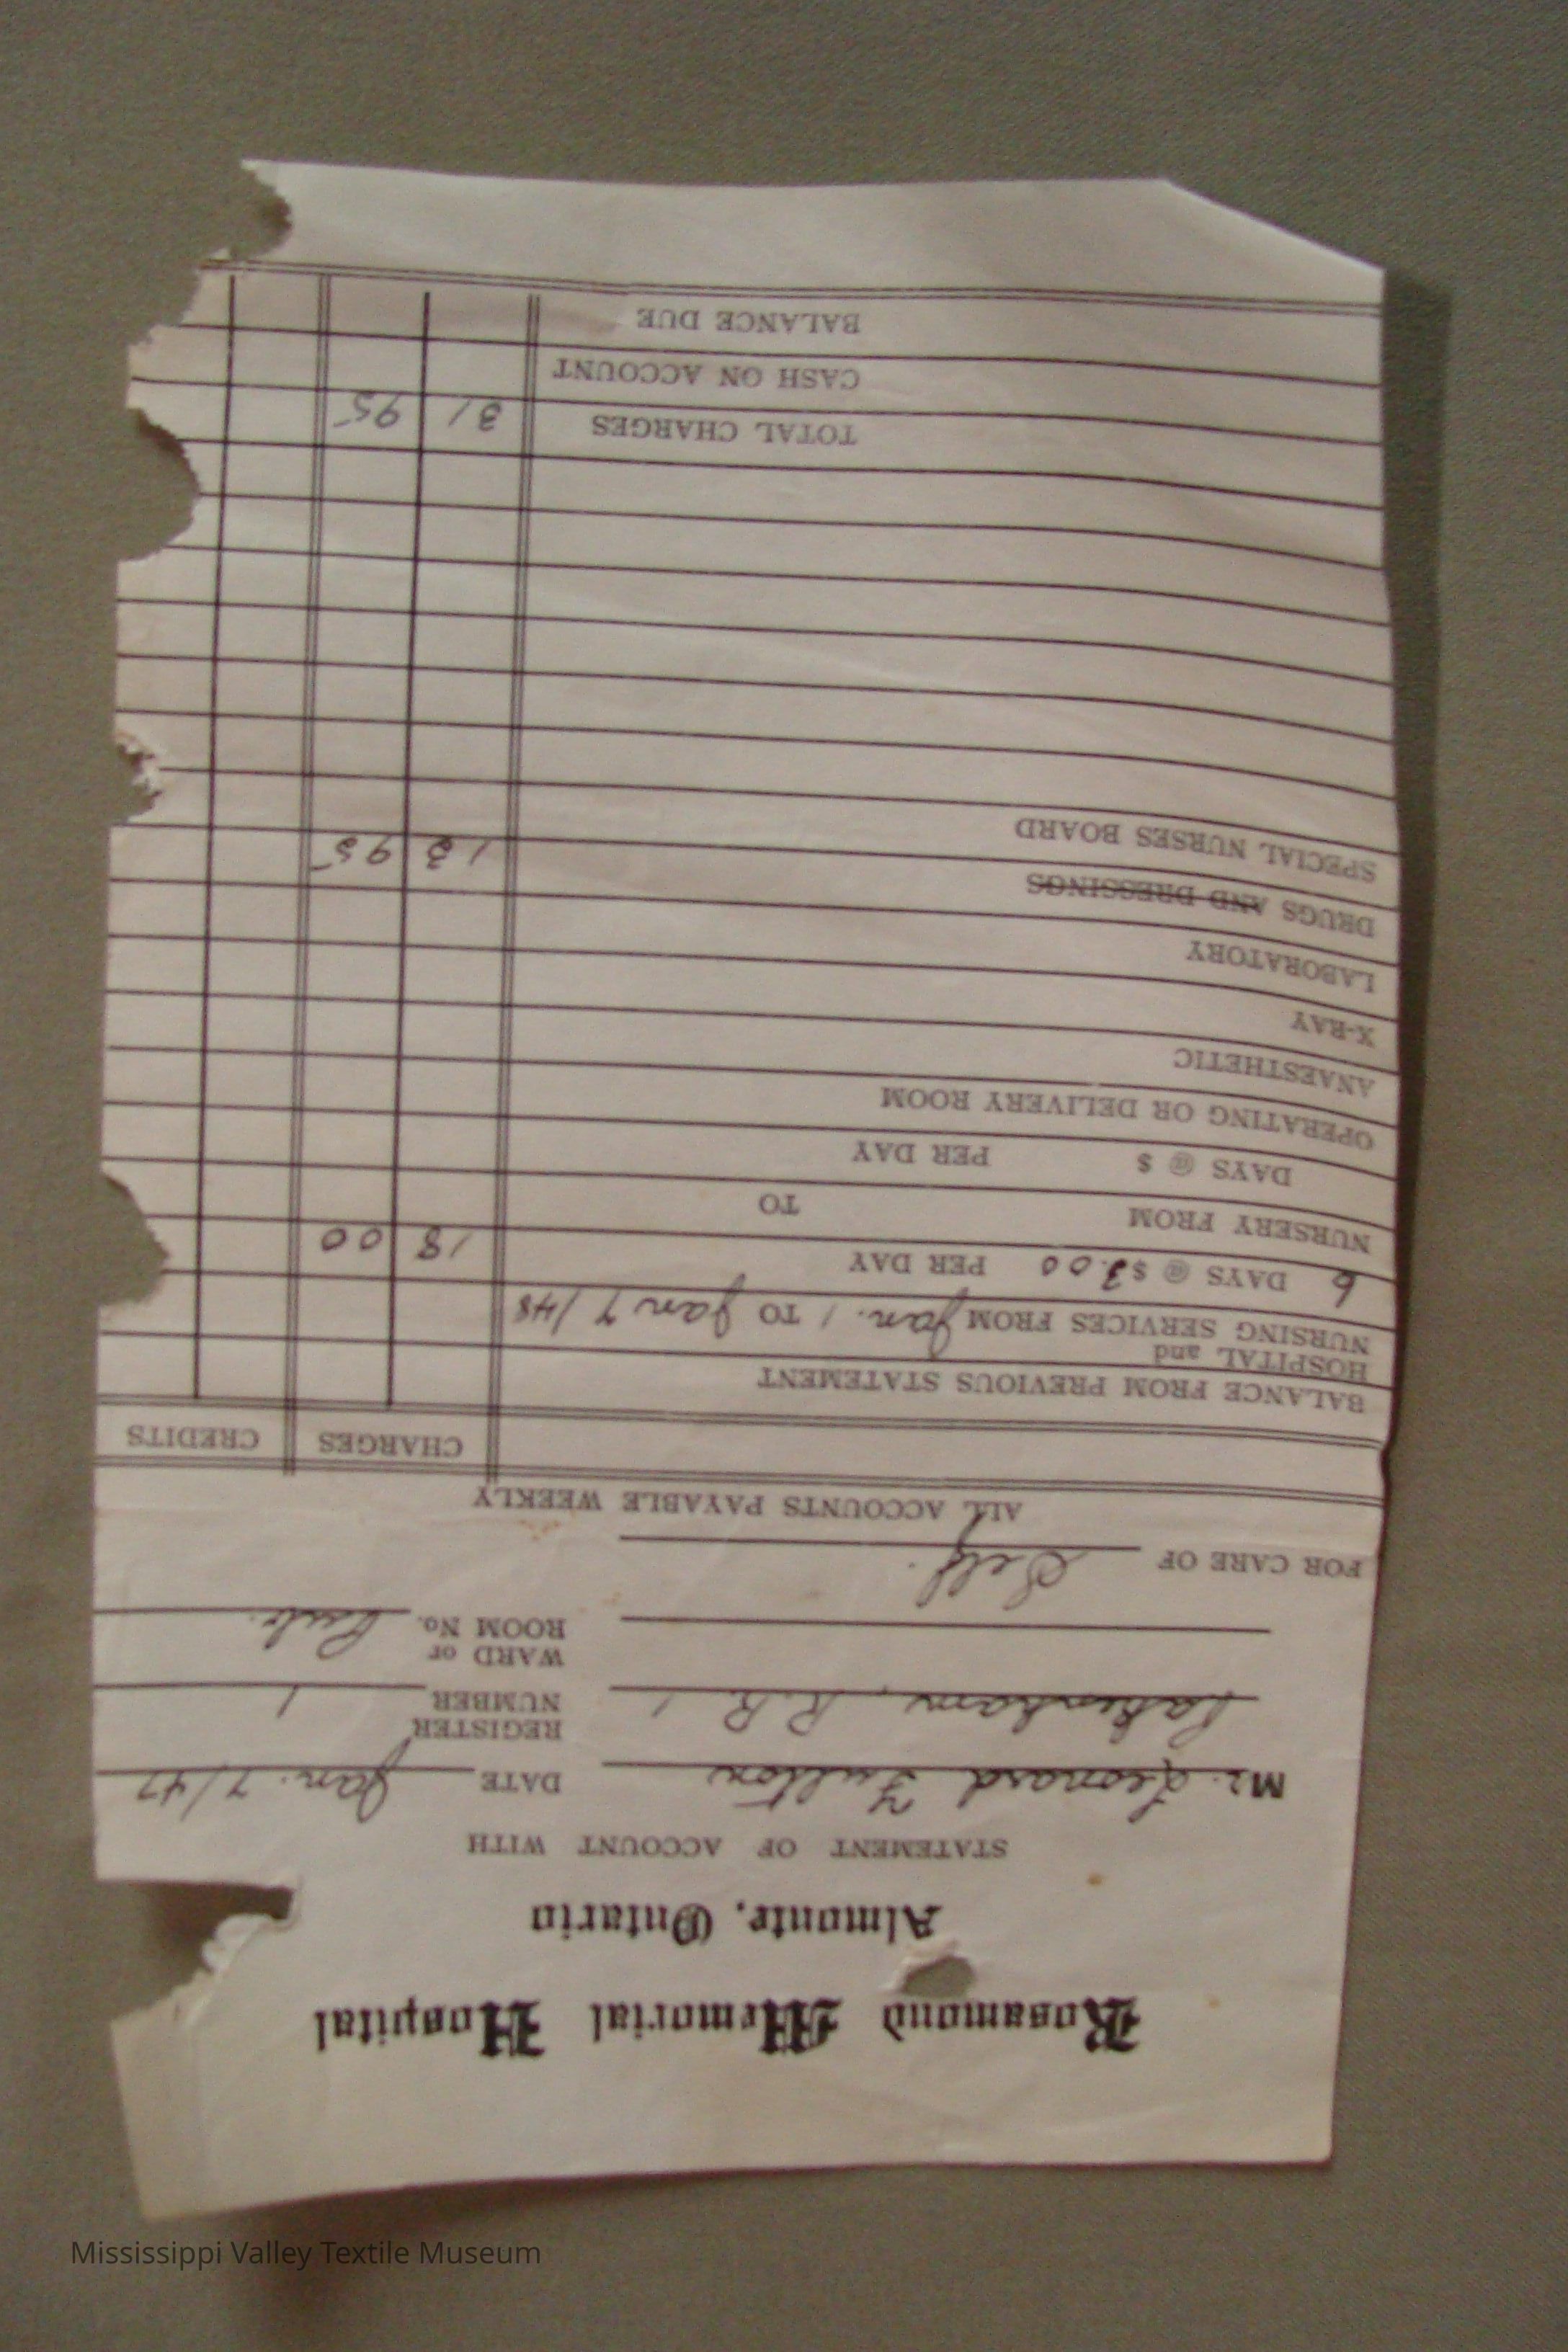 Rosamond Memorial Hospital
Almonte, Ontario
STATEMENT OF ACCOUNT WITH
Mr. Leonard Fulton DATE Jan. 7/47
Pakenham, R.R. 1 REGISTER NUMBER 1
WARD or ROOM No. Pub.
FOR CARE OF Self.
ALL ACCOUNTS PAYABLE WEEKLY
CHARGES CREDITS
BALANCE FROM PREVIOUS STATEMENT
HOSPITAL and
NURSING SERVICES FROM Jan. 1 TO Jan 7/48
6 DAYS @ $3.00 PER DAY 18 00
NURSERY FROM TO
DAYS @ $ PER DAY
OPERATING OR DELIVERY ROOM
ANAESTHETIC
X-RAY
LABORATORY
DRUGS AND DRESSINGS 13 95
SPECIAL NURSES BOARD
TOTAL CHARGES 31 95
CASH ON ACCOUNT
BALANCE DUE
Mississippi Valley Textile Museum